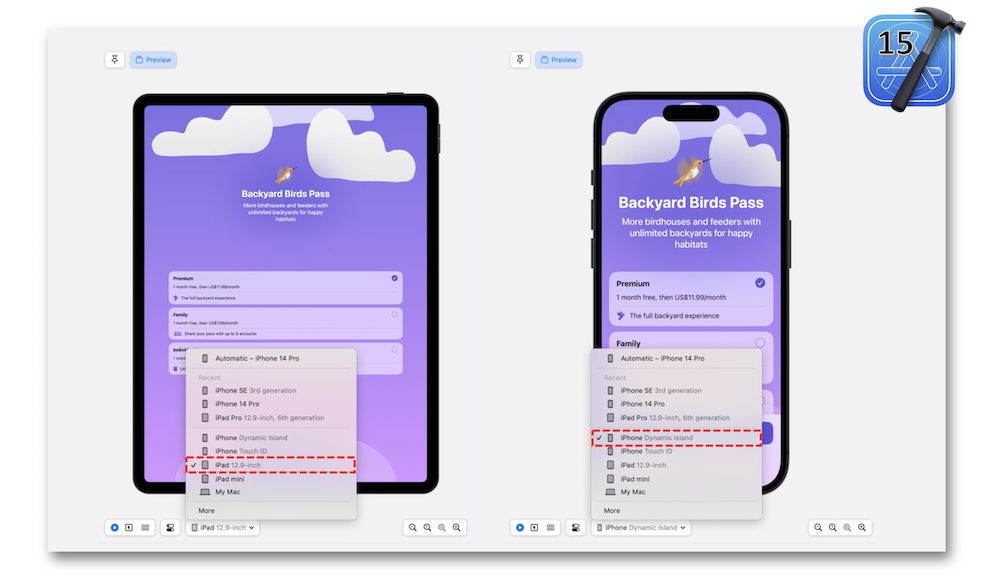 15
Preview
Backyard Birds Pass
More birdhouses and feeders with
unlimited backyards for happy
habitats
Premium
1 month free, then US$11.99/month
The full backyard experience
Family
1 month free, then US$7.99/month
Share your pass with up to 5 accounts
Automatic – iPhone 14 Pro
Recent
iPhone SE 3rd generation
iPhone 14 Pro
iPad Pro 12.9-inch, 6th generation
iPhone Dynamic Island
iPhone Touch ID
iPad 12.9-inch
iPad mini
My Mac
More
iPad 12.9-inch
Preview
Backyard Birds Pass
More birdhouses and feeders with
unlimited backyards for happy
habitats
Premium
1 month free, then US$11.99/month
The full backyard experience
Family
Automatic – iPhone 14 Pro
Recent
iPhone SE 3rd generation
iPhone 14 Pro
iPad Pro 12.9-inch, 6th generation
iPhone Dynamic Island
iPhone Touch ID
iPad 12.9-inch
iPad mini
My Mac
More
iPhone Dynamic Island